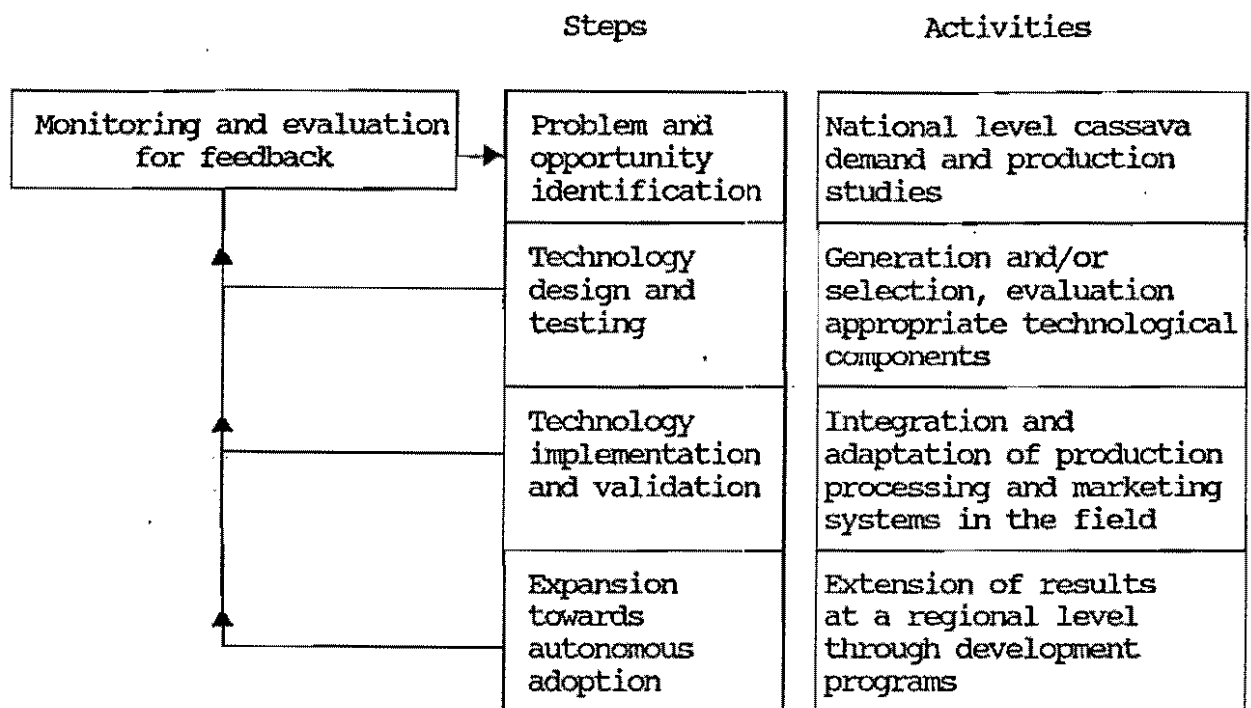 Steps
Activities
Monitoring and evaluation
for feedback
Problem and
opportunity
identification
National level cassava
demand and production
studies
Technology
design and
testing
Generation and/or
selection, evaluation
appropriate technological
components
Technology
implementation
and validation
Integration and
adaptation of production
processing and marketing
systems in the field
Expansion
towards
autonomous
adoption
Extension of results
at a regional level
through development
programs